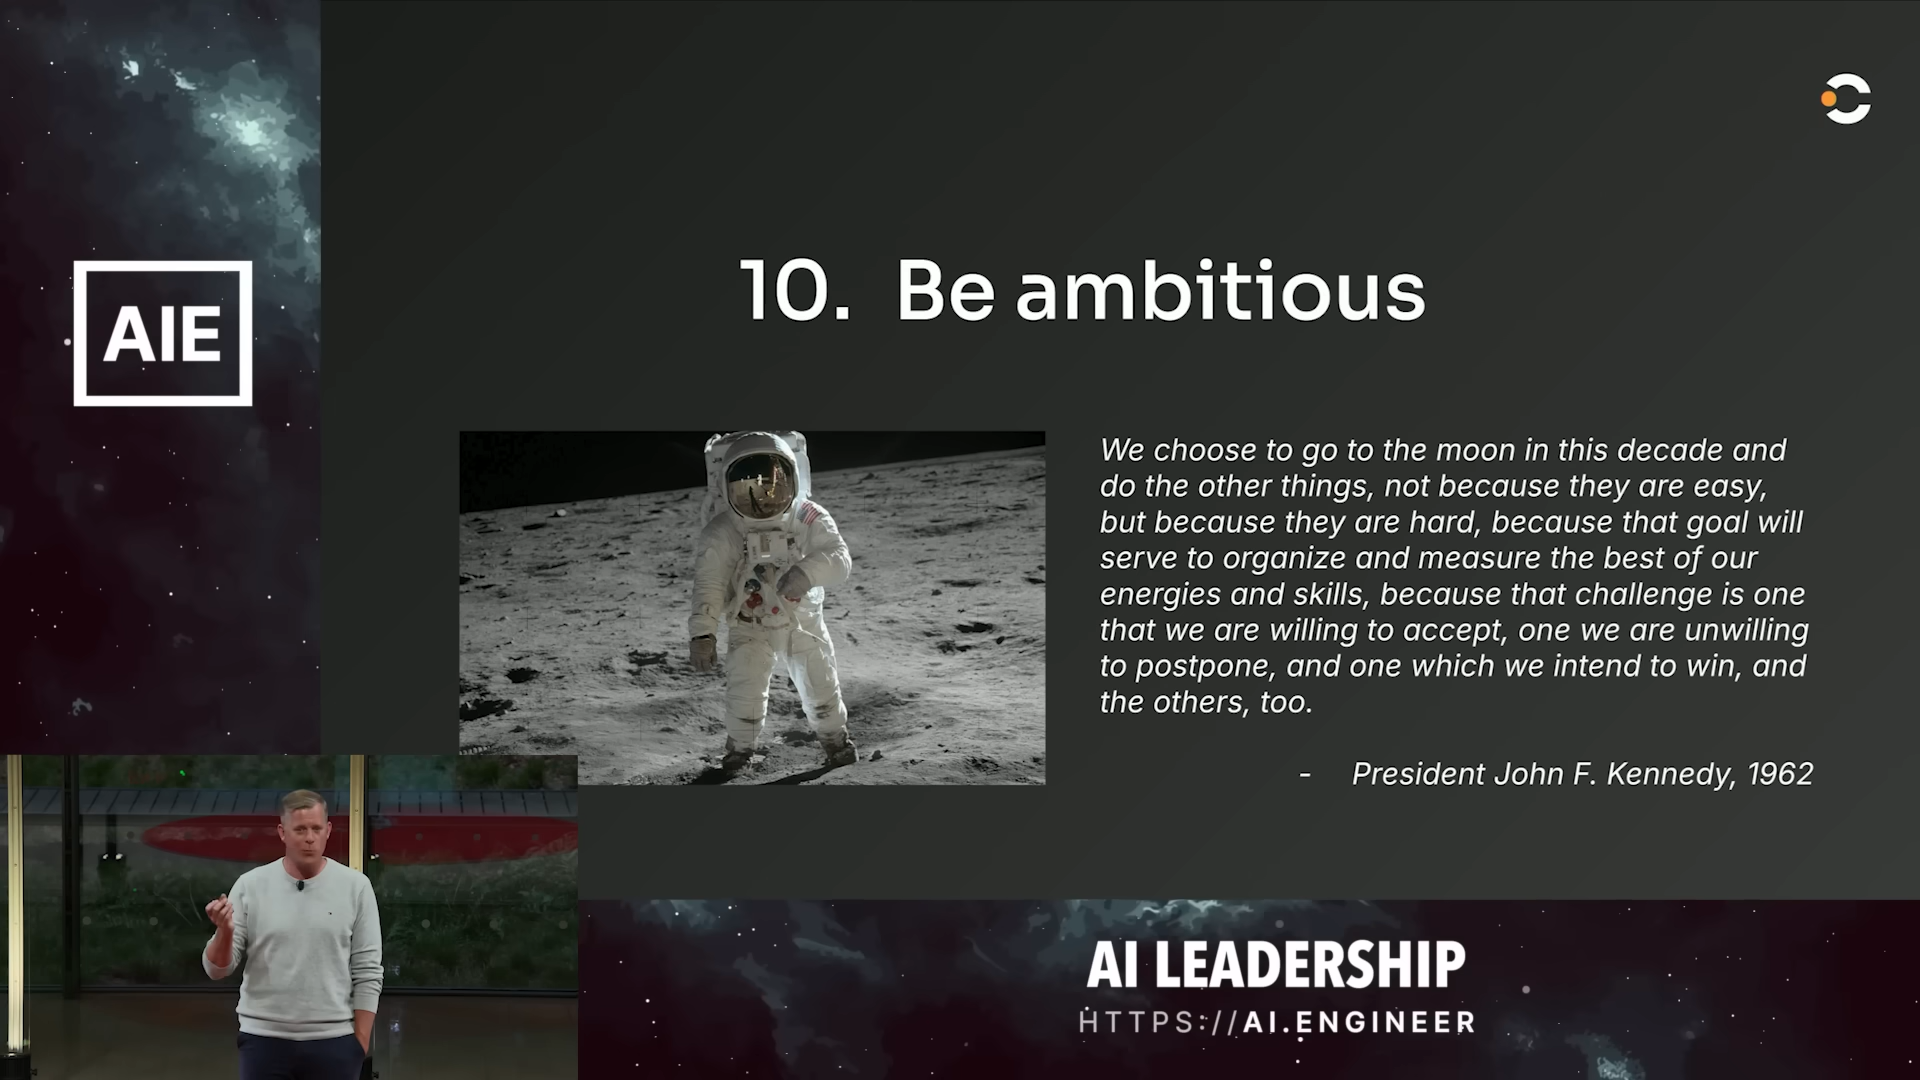 AIE
10. Be ambitious
We choose to go to the moon in this decade and
do the other things, not because they are easy,
but because they are hard, because that goal will
serve to organize and measure the best of our
energies and skills, because that challenge is one
that we are willing to accept, one we are unwilling
to postpone, and one which we intend to win, and
the others, too.
- President John F. Kennedy, 1962
AI LEADERSHIP
HTTPS://AI.ENGINEER